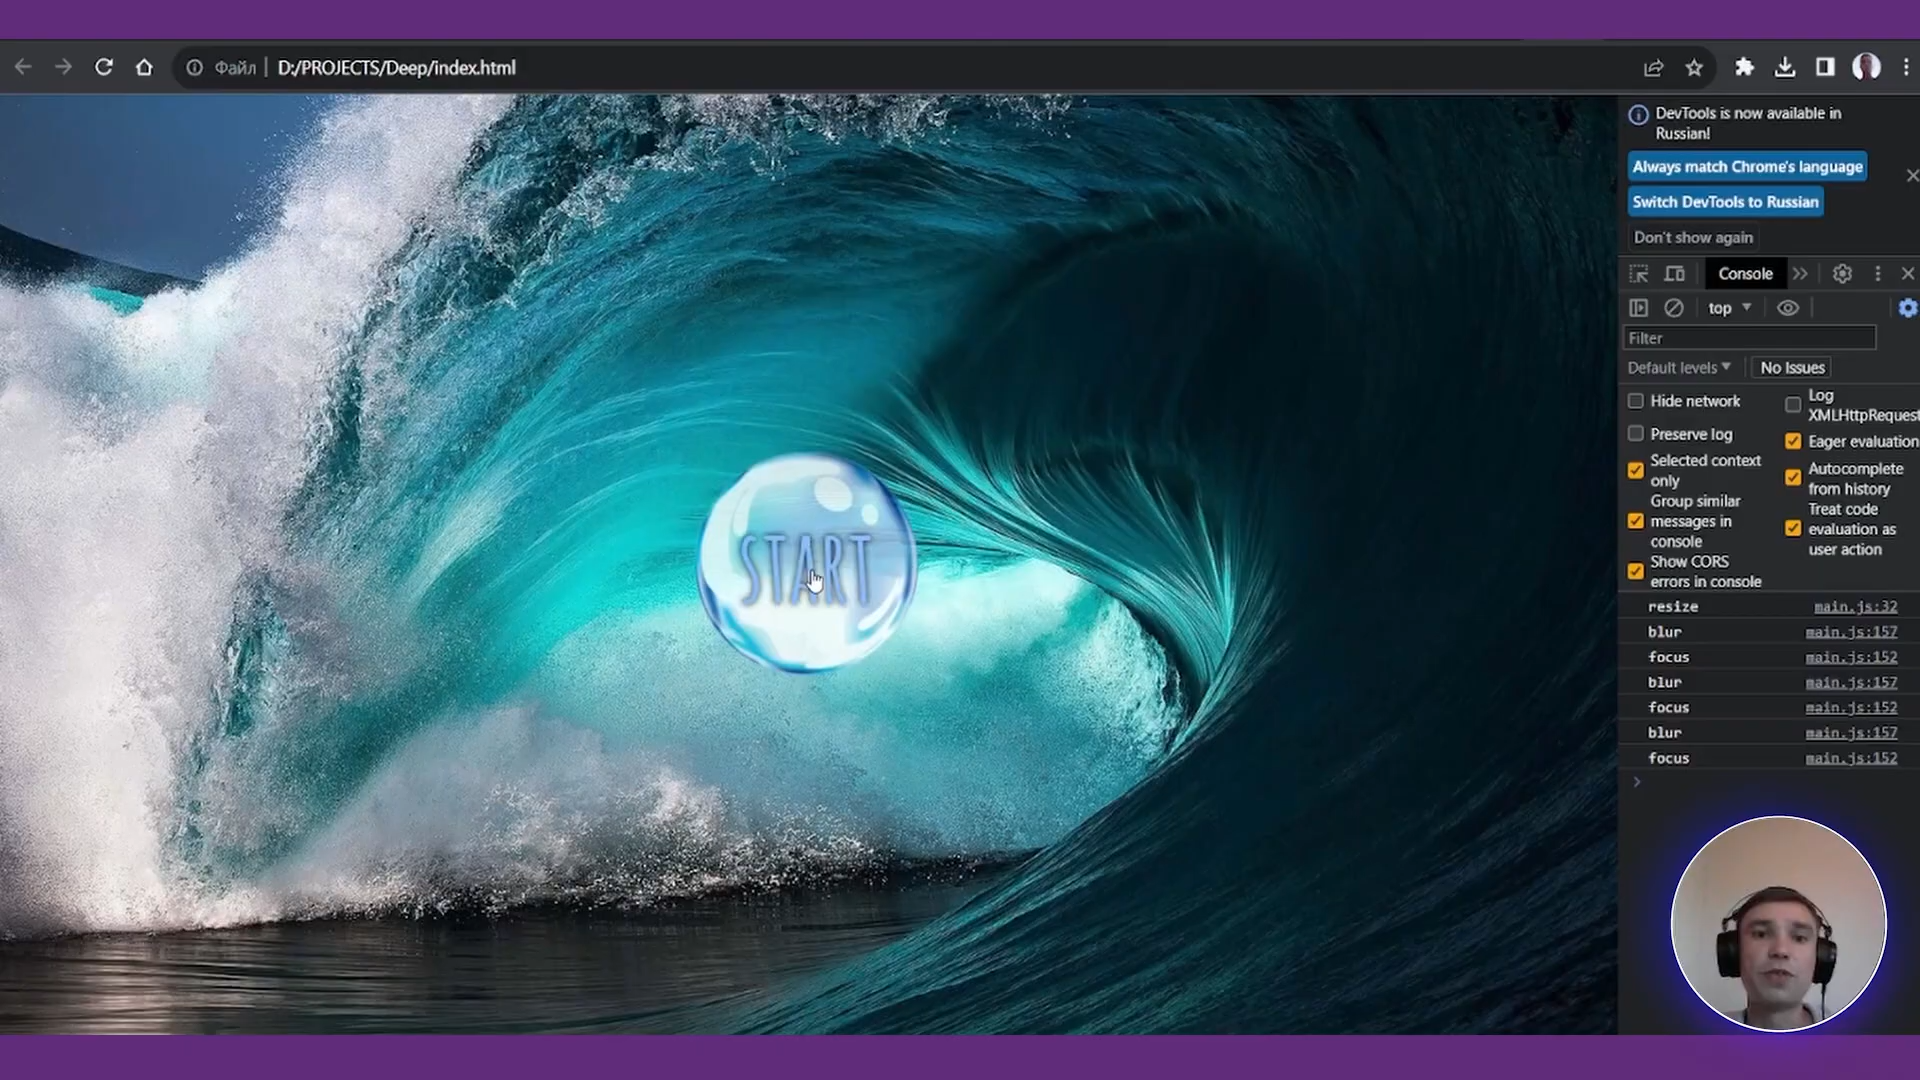 Файл D:/PROJECTS/Deep/index.html
DevTools is now available in
Russian!
Always match Chrome's language
Switch DevTools to Russian
Don't show again
Console
top
Filter
Default levels
No Issues
Hide network
Log
XMLHttpRequest
Preserve log
Eager evaluation
Selected context
only
Autocomplete
from history
Group similar
messages in
console
Treat code
evaluation as
user action
Show CORS
errors in console
START
resize main.js:32
blur main.js:157
focus main.js:152
blur main.js:157
focus main.js:152
blur main.js:157
focus main.js:152